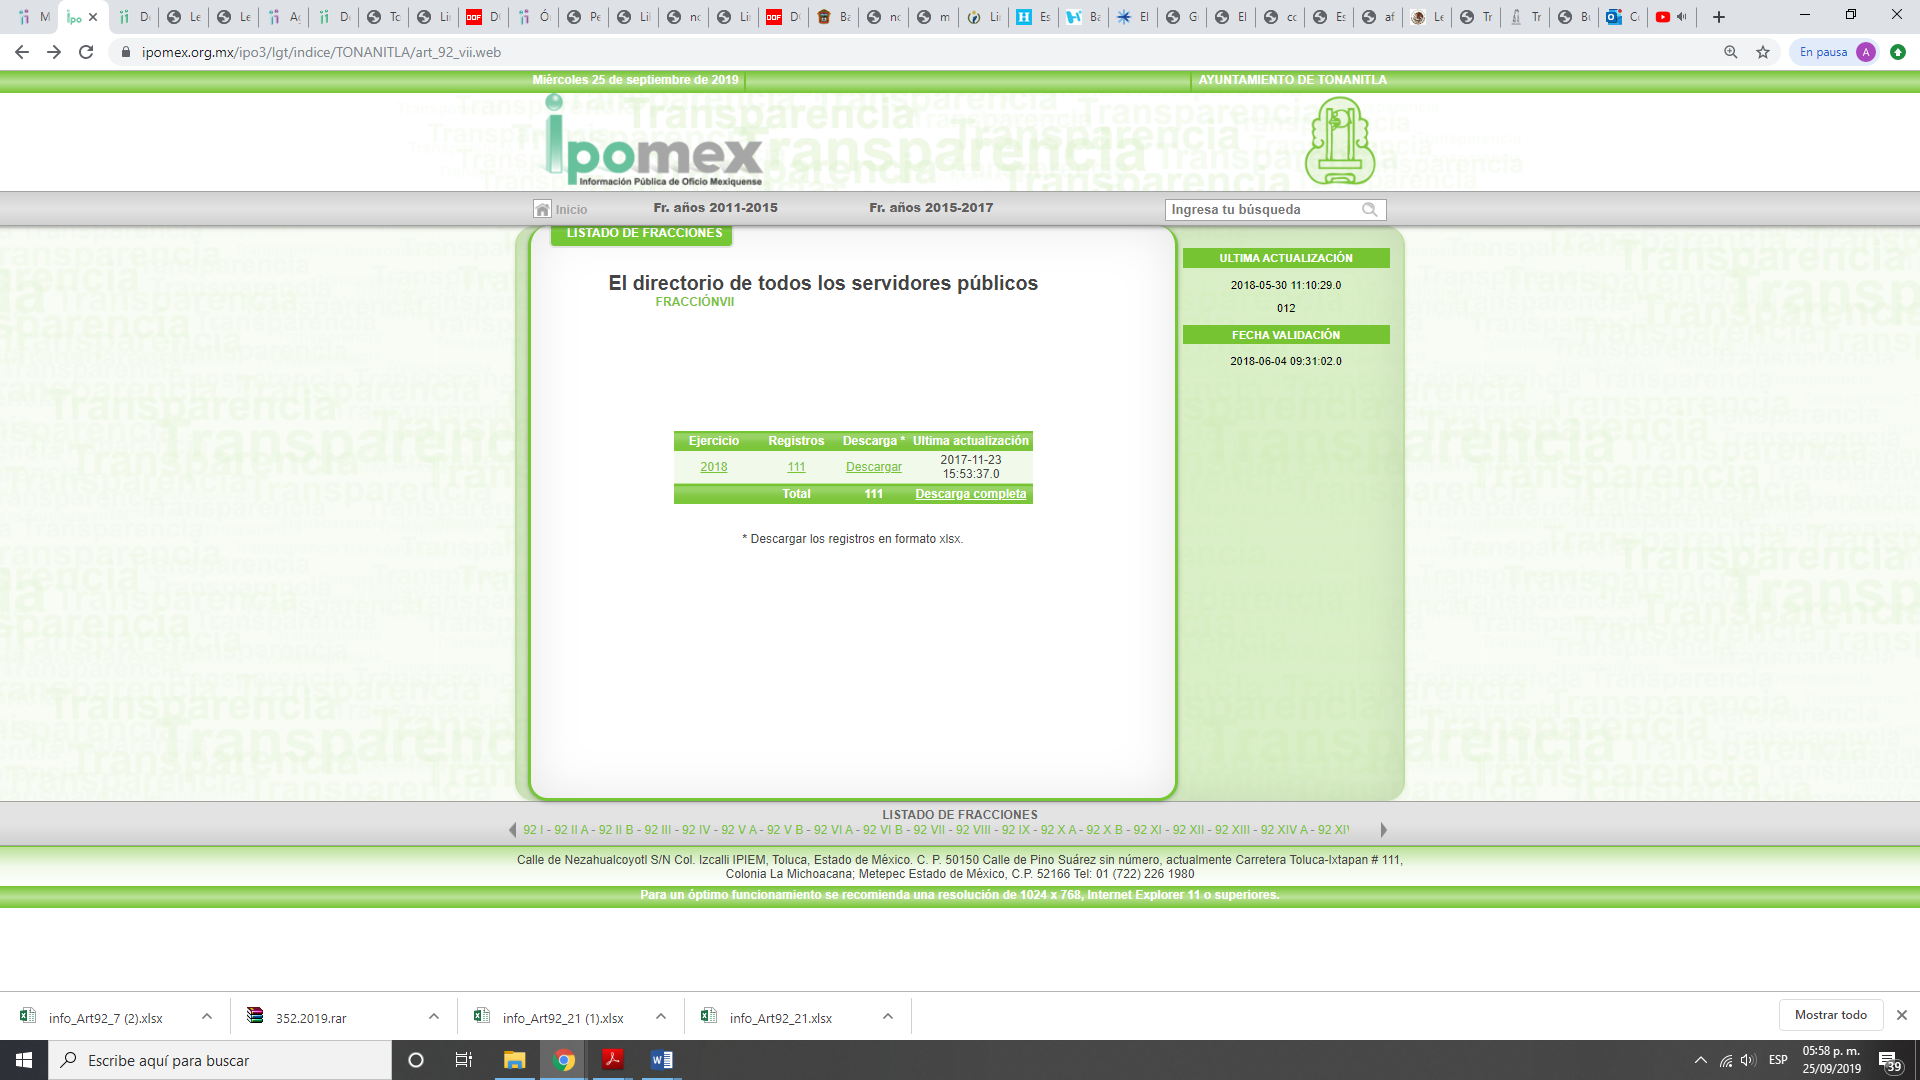 ipomex.org.mx/ipo3/lgt/indice/TONANITLA/art_92_vii.web
En pausa
A
Miércoles 25 de septiembre de 2019
AYUNTAMIENTO DE TONANITLA
Transparencia
ipomex
Información Pública de Oficio Mexiquense
Inicio
Fr. años 2011-2015
Fr. años 2015-2017
Ingresa tu búsqueda
LISTADO DE FRACCIONES
El directorio de todos los servidores públicos
FRACCIÓNVII
ULTIMA ACTUALIZACIÓN
2018-05-30 11:10:29.0
012
FECHA VALIDACIÓN
2018-06-04 09:31:02.0
Ejercicio Registros Descarga * Ultima actualización
2018 111 Descargar 2017-11-23 15:53:37.0
Total 111 Descarga completa
* Descargar los registros en formato xlsx.
LISTADO DE FRACCIONES
92 I - 92 II A - 92 II B - 92 III - 92 IV - 92 V A - 92 V B - 92 VI A - 92 VI B - 92 VII - 92 VIII - 92 IX - 92 X A - 92 X B - 92 XI - 92 XII - 92 XIII - 92 XIV A - 92 XIV
Calle de Nezahualcoyotl S/N Col. Izcalli IPIEM, Toluca, Estado de México. C. P. 50150 Calle de Pino Suárez sin número, actualmente Carretera Toluca-Ixtapan # 111,
Colonia La Michoacana; Metepec Estado de México, C.P. 52166 Tel: 01 (722) 226 1980
Para un óptimo funcionamiento se recomienda una resolución de 1024 x 768, Internet Explorer 11 o superiores.
info_Art92_7 (2).xlsx
352.2019.rar
info_Art92_21 (1).xlsx
info_Art92_21.xlsx
Mostrar todo
Escribe aquí para buscar
ESP
05:58 p. m.
25/09/2019
39